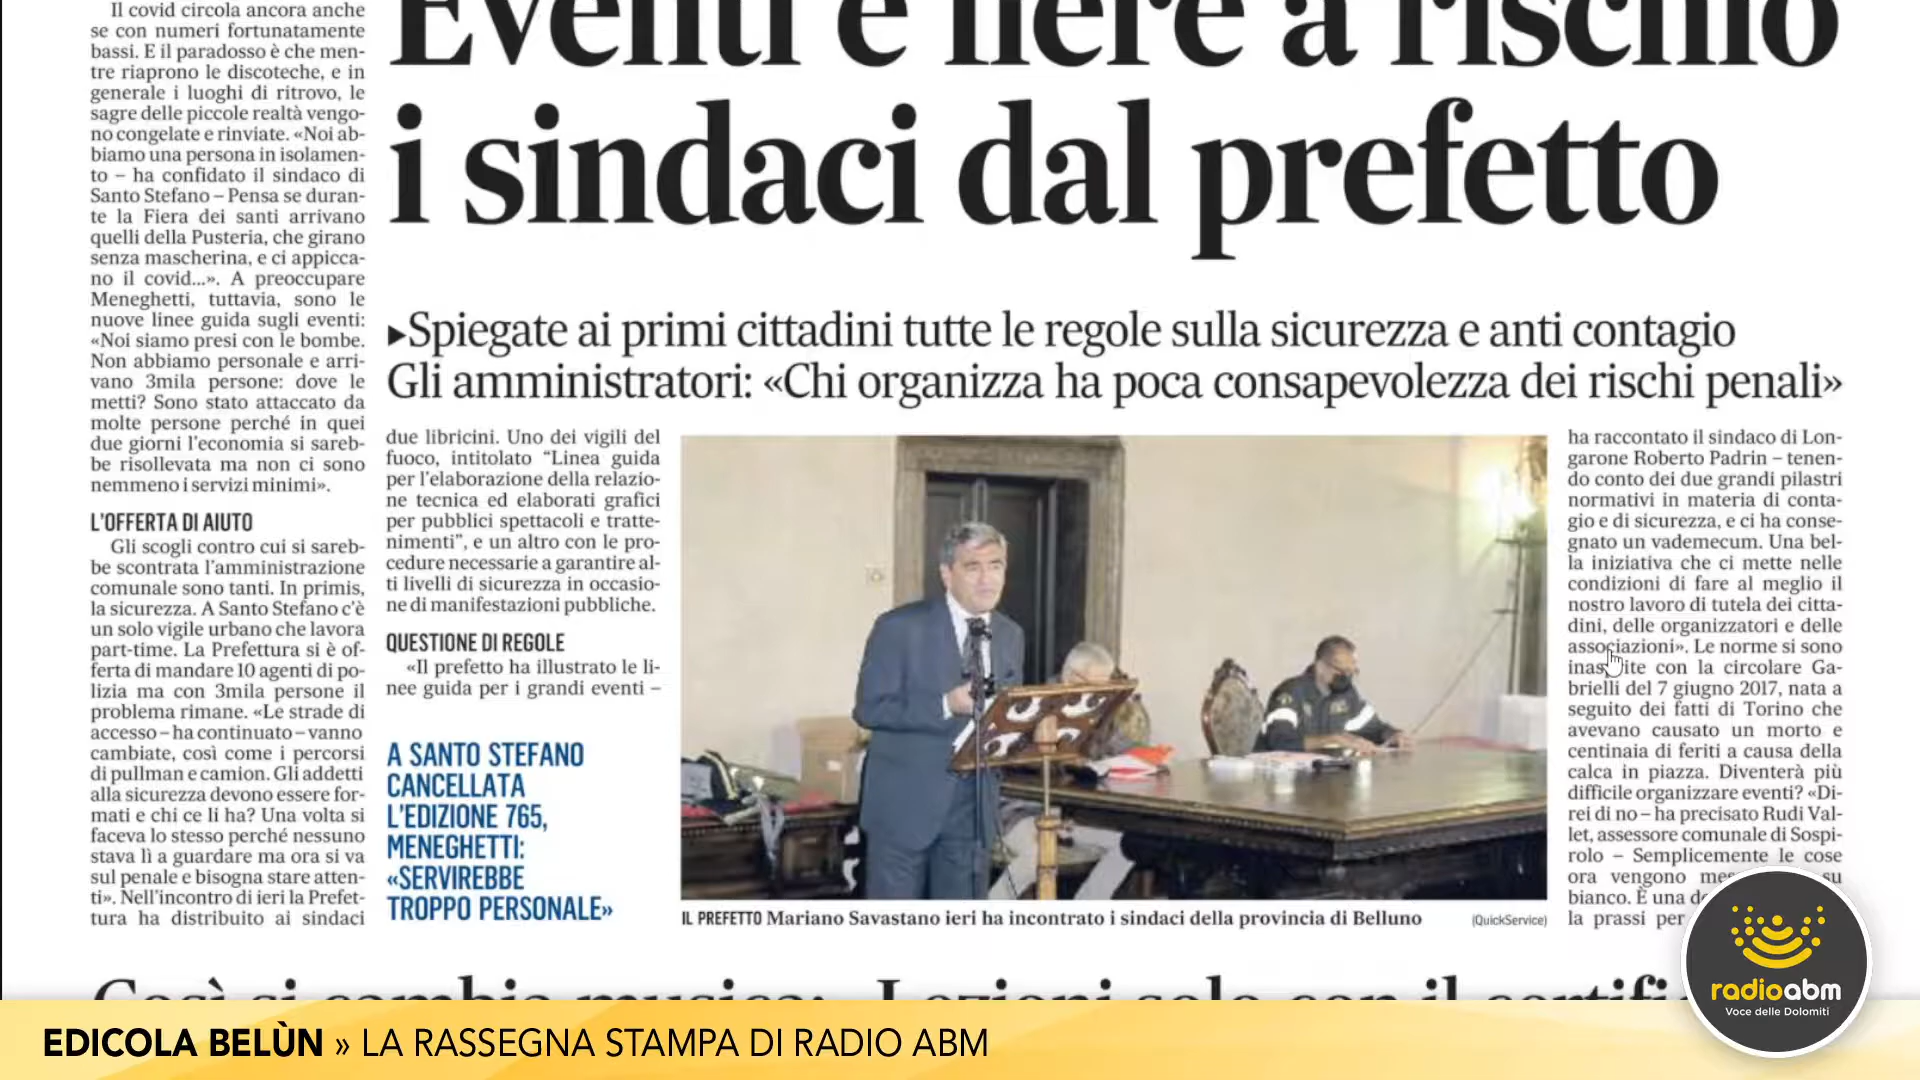 Eventi e fiere a rischio
i sindaci dal prefetto
▸Spiegate ai primi cittadini tutte le regole sulla sicurezza e anti contagio
Gli amministratori: «Chi organizza ha poca consapevolezza dei rischi penali»
Il covid circola ancora anche
se con numeri fortunatamente
bassi. E il paradosso è che men-
tre riaprono le discoteche, e in
generale i luoghi di ritrovo, le
sagre delle piccole realtà vengo-
no congelate e rinviate. «Noi ab-
biamo una persona in isolamen-
to – ha confidato il sindaco di
Santo Stefano – Pensa se duran-
te la Fiera dei santi arrivano
quelli della Pusteria, che girano
senza mascherina, e ci appicca-
no il covid...». A preoccupare
Meneghetti, tuttavia, sono le
nuove linee guida sugli eventi:
«Noi siamo presi con le bombe.
Non abbiamo personale e arri-
vano 3mila persone: dove le
metti? Sono stato attaccato da
molte persone perché in quei
due giorni l'economia si sareb-
be risollevata ma non ci sono
nemmeno i servizi minimi».
L'OFFERTA DI AIUTO
Gli scogli contro cui si sareb-
be scontrata l'amministrazione
comunale sono tanti. In primis,
la sicurezza. A Santo Stefano c'è
un solo vigile urbano che lavora
part-time. La Prefettura si è of-
ferta di mandare 10 agenti di po-
lizia ma con 3mila persone il
problema rimane. «Le strade di
accesso – ha continuato – vanno
cambiate, così come i percorsi
di pullman e camion. Gli addetti
alla sicurezza devono essere for-
mati e chi ce li ha? Una volta si
faceva lo stesso perché nessuno
stava lì a guardare ma ora si va
sul penale e bisogna stare atten-
ti». Nell'incontro di ieri la Prefet-
tura ha distribuito ai sindaci
due libricini. Uno dei vigili del
fuoco, intitolato “Linea guida
per l'elaborazione della relazio-
ne tecnica ed elaborati grafici
per pubblici spettacoli e tratte-
nimenti”, e un altro con le pro-
cedure necessarie a garantire al-
ti livelli di sicurezza in occasio-
ne di manifestazioni pubbliche.
QUESTIONE DI REGOLE
«Il prefetto ha illustrato le li-
nee guida per i grandi eventi –
A SANTO STEFANO
CANCELLATA
L'EDIZIONE 765,
MENEGHETTI:
«SERVIREBBE
TROPPO PERSONALE»
IL PREFETTO Mariano Savastano ieri ha incontrato i sindaci della provincia di Belluno
(QuickService)
ha raccontato il sindaco di Lon-
garone Roberto Padrin – tenen-
do conto dei due grandi pilastri
normativi in materia di conta-
gio e di sicurezza, e ci ha conse-
gnato un vademecum. Una bel-
la iniziativa che ci mette nelle
condizioni di fare al meglio il
nostro lavoro di tutela dei citta-
dini, delle organizzatori e delle
associazioni». Le norme si sono
con la circolare Ga-
brielli del 7 giugno 2017, nata a
seguito dei fatti di Torino che
avevano causato un morto e
centinaia di feriti a causa della
calca in piazza. Diventerà più
difficile organizzare eventi? «Di-
rei di no – ha precisato Rudi Val-
let, assessore comunale di Sospi-
rolo – Semplicemente le cose
ora vengono su
bianco. È una
la prassi per
Così si cambia musica: Lezioni solo con il
EDICOLA BELÙN » LA RASSEGNA STAMPA DI RADIO ABM
radioabm
Voce delle Dolomiti